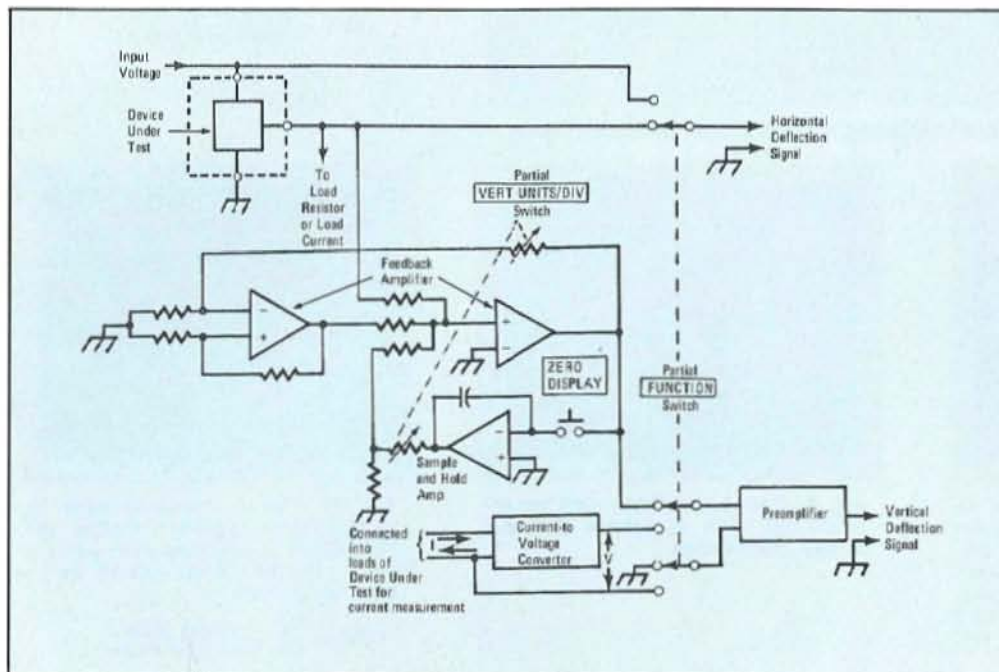 Input
Voltage
Device
Under
Test
To
Load
Resistor
or Load
Current
Horizontal
Deflection
Signal
Partial
VERT UNITS/DIV
Switch
Feedback
Amplifier
-
+
+
-
ZERO
DISPLAY
Partial
FUNCTION
Switch
-
+
Sample
and Hold
Amp
Connected
into
leads of
Device Under
Test for
current measurement
I
Current-to
Voltage
Converter
V
Preamplifier
Vertical
Deflection
Signal